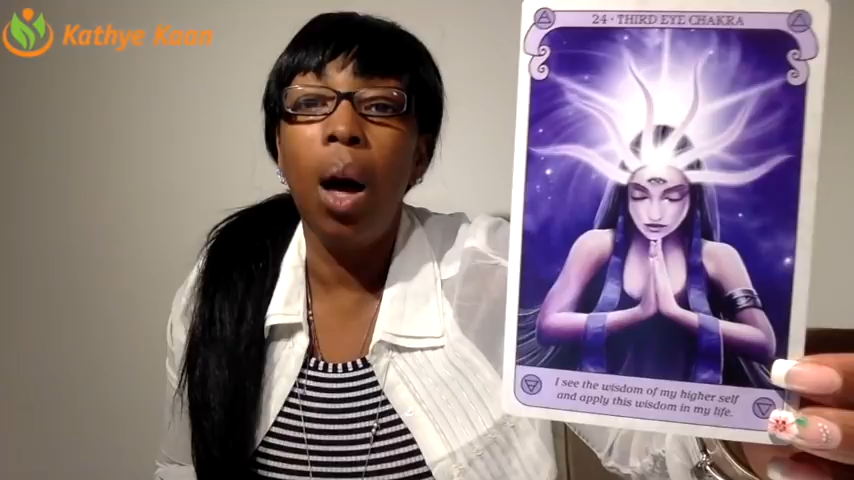 Kathye Kaan
24 · THIRD EYE CHAKRA
I see the wisdom of my higher self
and apply this wisdom in my life.